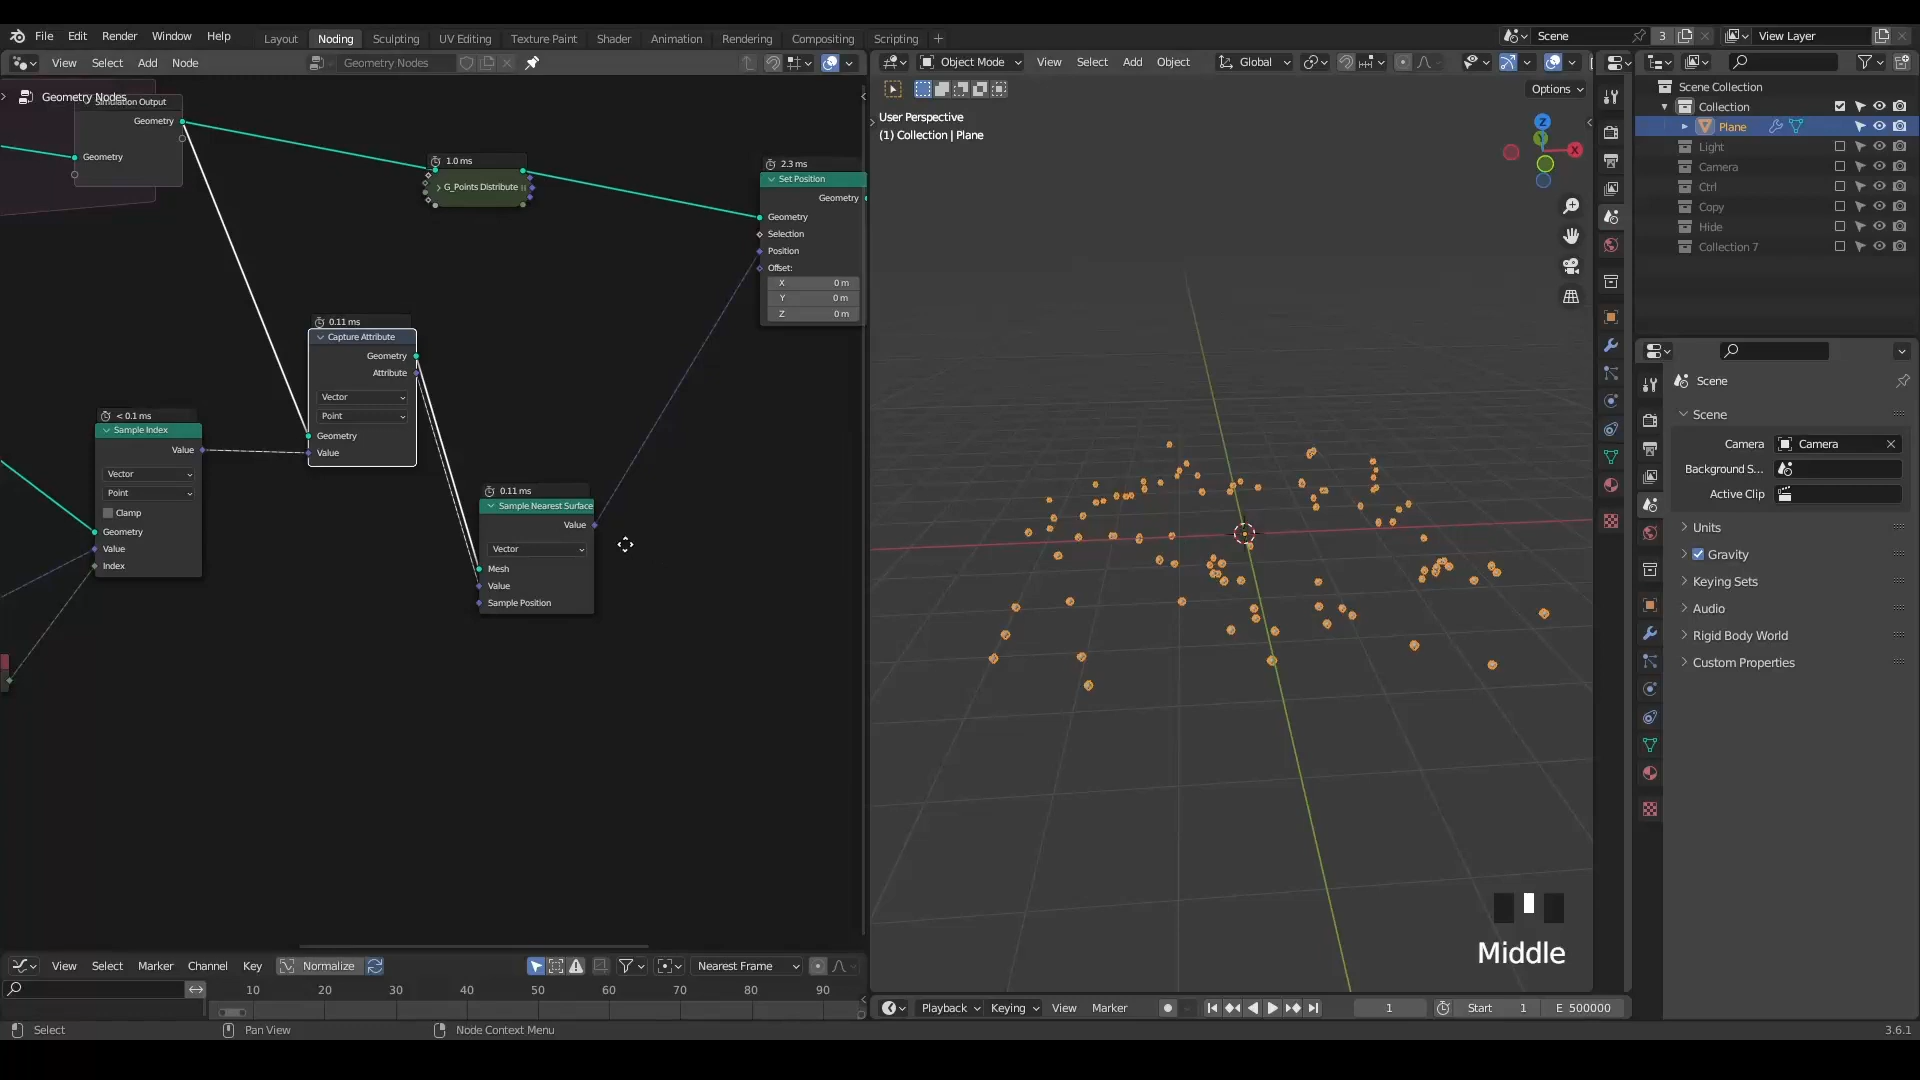 File Edit Render Window Help Layout Noding Sculpting UV Editing Texture Paint Shader Animation Rendering Compositing Scripting + Scene 3 View Layer
View Select Add Node Geometry Nodes
Object Mode View Select Add Object Global
Options
Geometry Nodes
Simulation Output
Geometry
Geometry
1.0 ms
G_Points Distribute
2.3 ms
Set Position
Geometry
Geometry
Selection
Position
Offset:
X 0 m
Y 0 m
Z 0 m
0.11 ms
Capture Attribute
Geometry
Attribute
Vector
Point
Geometry
Value
< 0.1 ms
Sample Index
Value
Vector
Point
Clamp
Geometry
Value
Index
0.11 ms
Sample Nearest Surface
Value
Vector
Mesh
Value
Sample Position
User Perspective
(1) Collection | Plane
Z
X
Middle
Scene Collection
Collection
Plane
Light
Camera
Ctrl
Copy
Hide
Collection 7
Scene
Scene
Camera Camera
Background S...
Active Clip
Units
Gravity
Keying Sets
Audio
Rigid Body World
Custom Properties
View Select Marker Channel Key Normalize Nearest Frame
10 20 30 40 50 60 70 80 90
Playback Keying View Marker 1 Start 1 E 500000
Select Pan View Node Context Menu 3.6.1